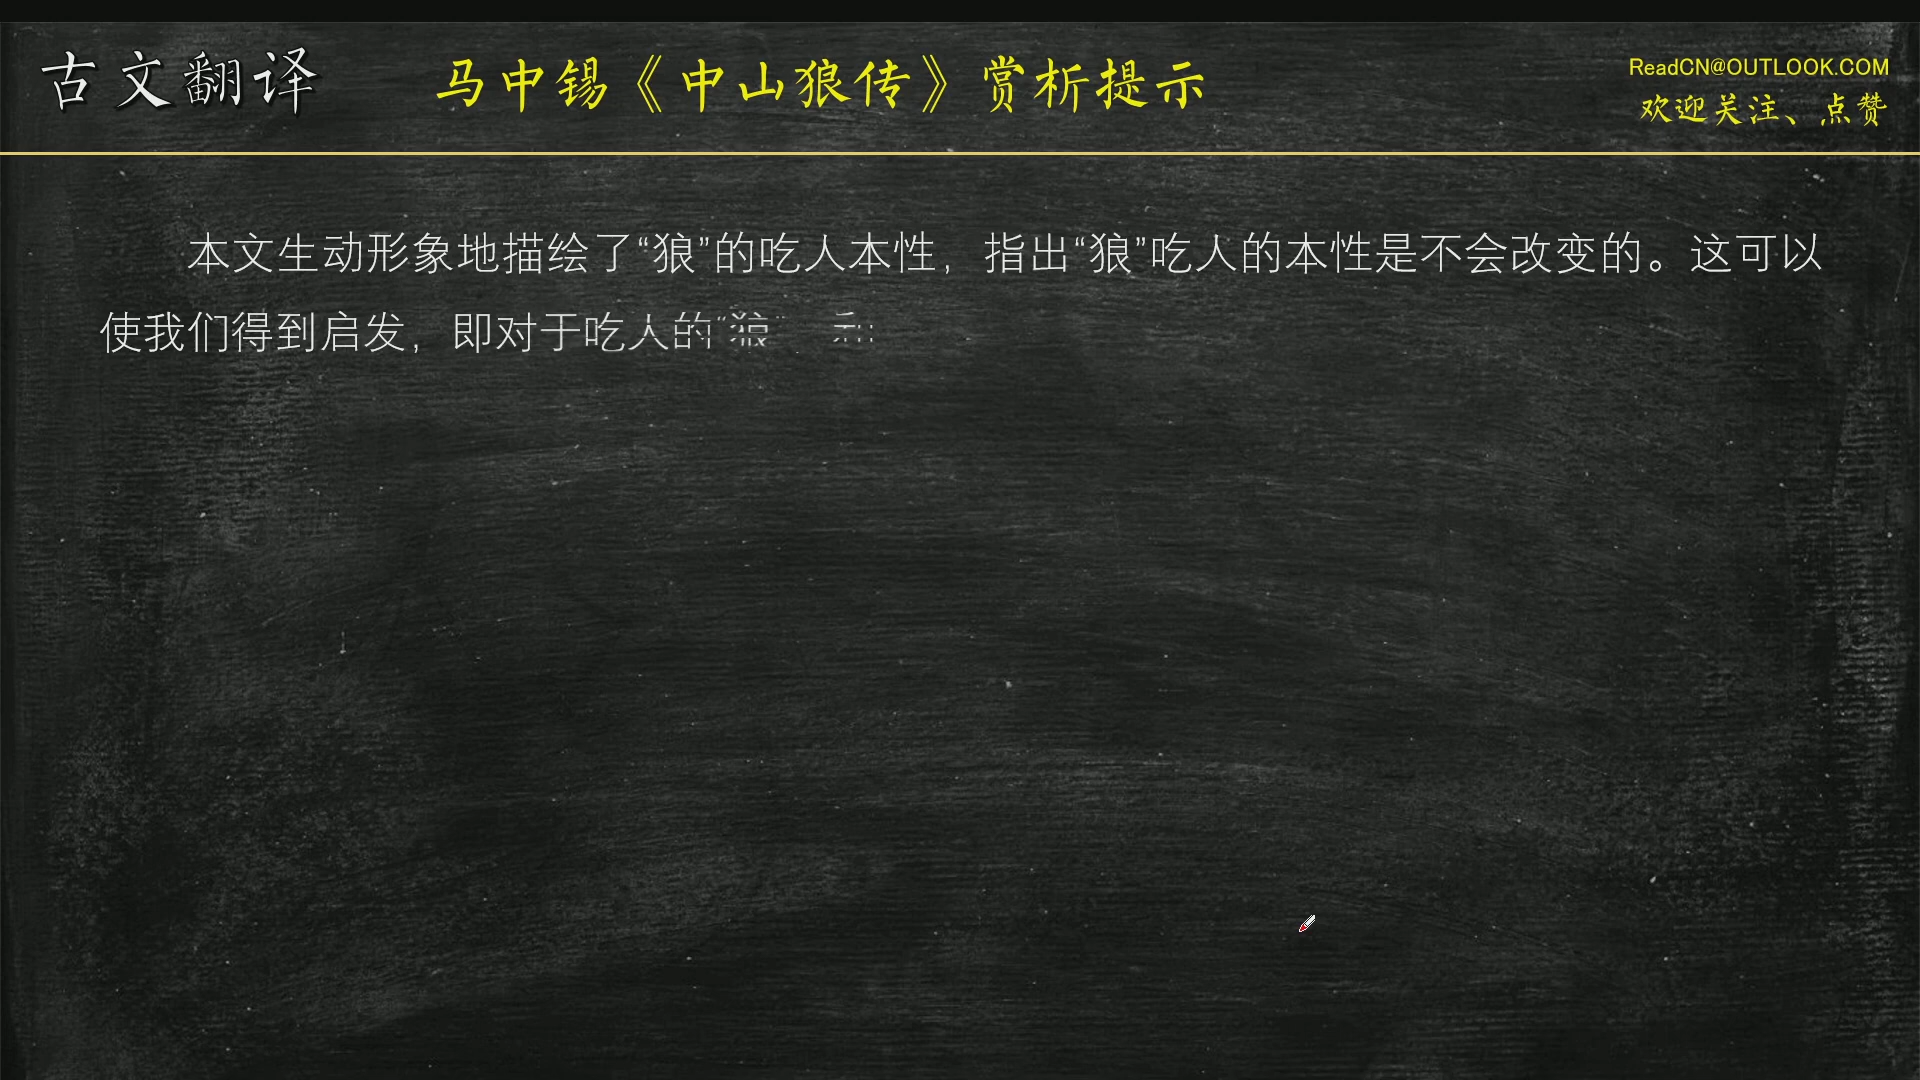 古文翻译
马中锡《中山狼传》赏析提示
ReadCN@OUTLOOK.COM
欢迎关注、点赞
本文生动形象地描绘了“狼”的吃人本性，指出“狼”吃人的本性是不会改变的。这可以
使我们得到启发，即对于吃人的“狼”